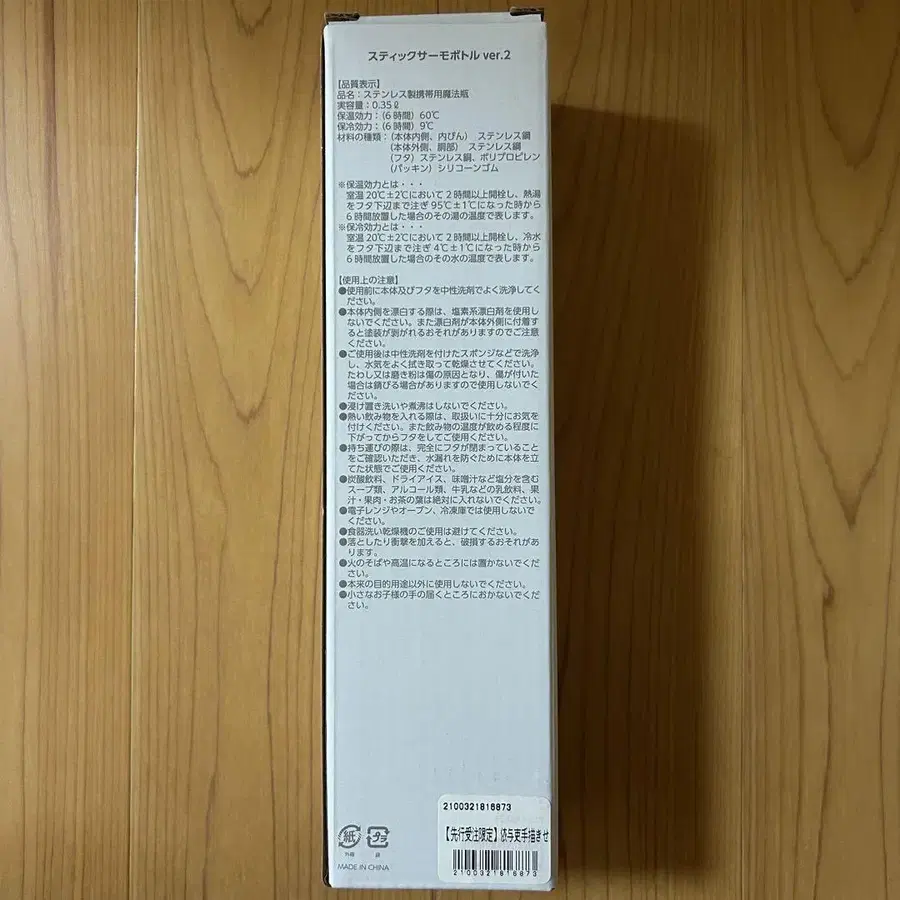 スティックサーモボトル ver.2
【品質表示】
品名：ステンレス製携帯用魔法瓶
実容量：0.35ℓ
保温効力：（6時間）60℃
保冷効力：（6時間）9℃
材料の種類：（本体内側、内びん） ステンレス鋼
（本体外側、胴部） ステンレス鋼
（フタ）ステンレス鋼、ポリプロピレン
（パッキン）シリコーンゴム
※保温効力とは・・・
室温20℃±2℃において2時間以上開栓し、熱湯
をフタ下辺まで注ぎ95℃±1℃になった時から
6時間放置した場合のその湯の温度で表します。
※保冷効力とは・・・
室温20℃±2℃において2時間以上開栓し、冷水
をフタ下辺まで注ぎ4℃±1℃になった時から
6時間放置した場合のその水の温度で表します。
【使用上の注意】
●使用前に本体及びフタを中性洗剤でよく洗浄してく
ださい。
●本体内側を漂白する際は、塩素系漂白剤を使用し
ないでください。また漂白剤が本体外側に付着す
ると塗装が剥がれるおそれがありますのでご注意
ください。
●ご使用後は中性洗剤を付けたスポンジなどで洗浄
し、水気をよく拭き取って乾燥させてください。
たわし又は磨き粉は傷の原因となり、傷が付いた
場合は錆びる場合がありますので使用しないでくだ
さい。
●浸け置き洗いや煮沸はしないでください。
●熱い飲み物を入れる際は、取扱いに十分にお気を
付けください。また飲み物の温度が飲める程度に
下がってからフタをしてご使用ください。
●持ち運びの際は、完全にフタが閉まっていること
をご確認いただき、水漏れを防ぐために本体を立
てた状態でご使用ください。
●炭酸飲料、ドライアイス、味噌汁など塩分を含む
スープ類、アルコール類、牛乳などの乳飲料、果
汁・果肉・お茶の葉は絶対に入れないでください。
●電子レンジやオーブン、冷凍庫では使用しないで
ください。
●食器洗い乾燥機のご使用は避けてください。
●落としたり衝撃を加えると、破損するおそれがあ
ります。
●火のそばや高温になるところには置かないでくだ
さい。
●本来の目的用途以外に使用しないでください。
●小さなお子様の手の届くところにおかないでくだ
さい。
紙 プラ
外箱 袋
MADE IN CHINA
2100321816873
【先行受注限定】依与吏手描きせ
2100321816873